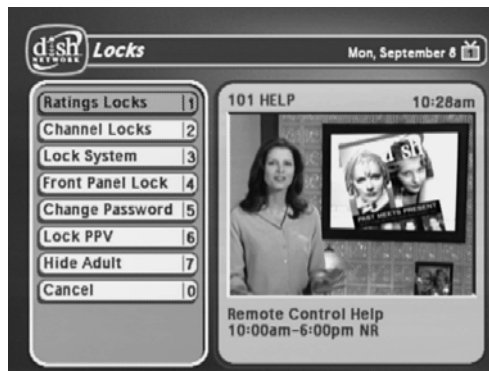 dish
NETWORK
Locks
Mon, September 8
1
Ratings Locks 1
Channel Locks 2
Lock System 3
Front Panel Lock 4
Change Password 5
Lock PPV 6
Hide Adult 7
Cancel 0
101 HELP 10:28am
dish
PAST MEETS PRESENT
Remote Control Help
10:00am-6:00pm NR